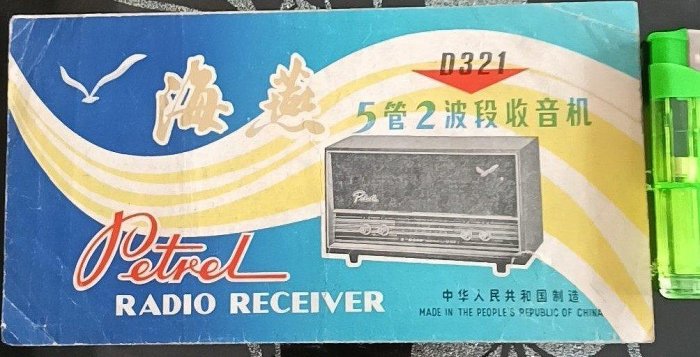 海燕
D321
5管2波段收音机
Petrel
Petrel
RADIO RECEIVER
中华人民共和国制造
MADE IN THE PEOPLE'S REPUBLIC OF CHINA